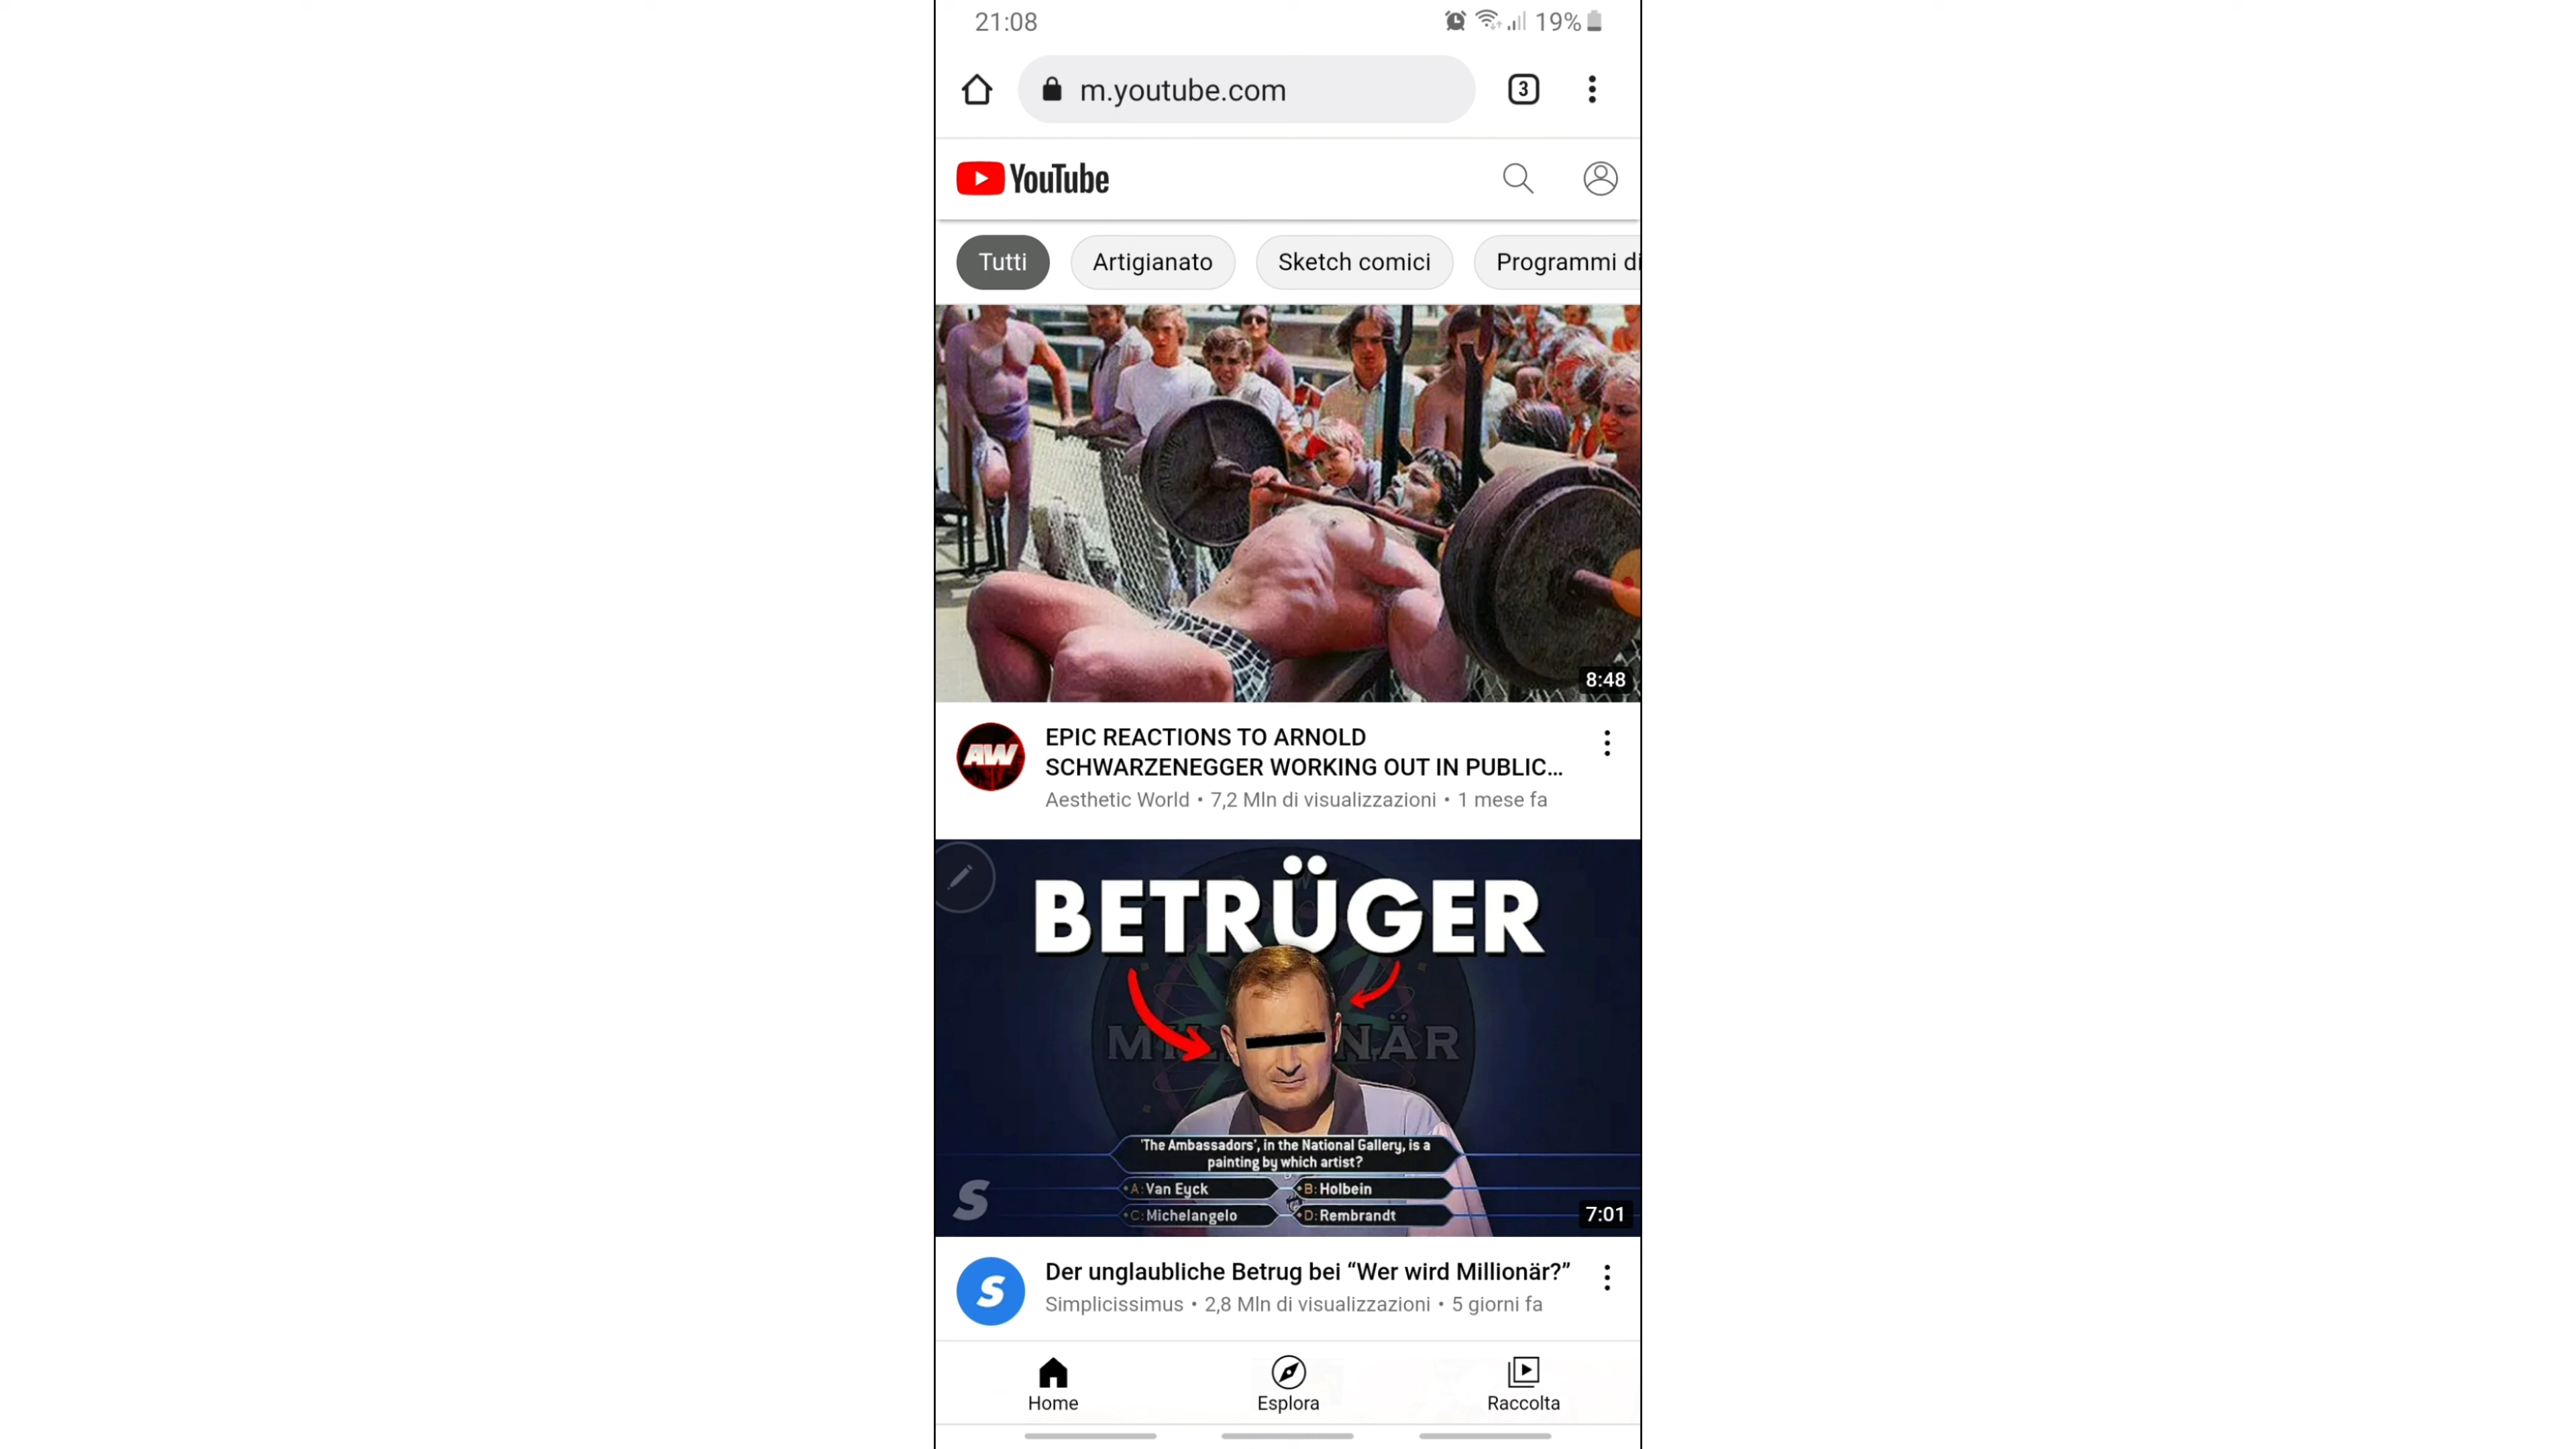 21:08
19%
m.youtube.com
3
YouTube
Tutti
Artigianato
Sketch comici
Programmi di
8:48
AW
EPIC REACTIONS TO ARNOLD
SCHWARZENEGGER WORKING OUT IN PUBLIC...
Aesthetic World • 7,2 Mln di visualizzazioni • 1 mese fa
BETRÜGER
'The Ambassadors', in the National Gallery, is a
painting by which artist?
A: Van Eyck
B: Holbein
C: Michelangelo
D: Rembrandt
S
7:01
S
Der unglaubliche Betrug bei “Wer wird Millionär?”
Simplicissimus • 2,8 Mln di visualizzazioni • 5 giorni fa
Home
Esplora
Raccolta